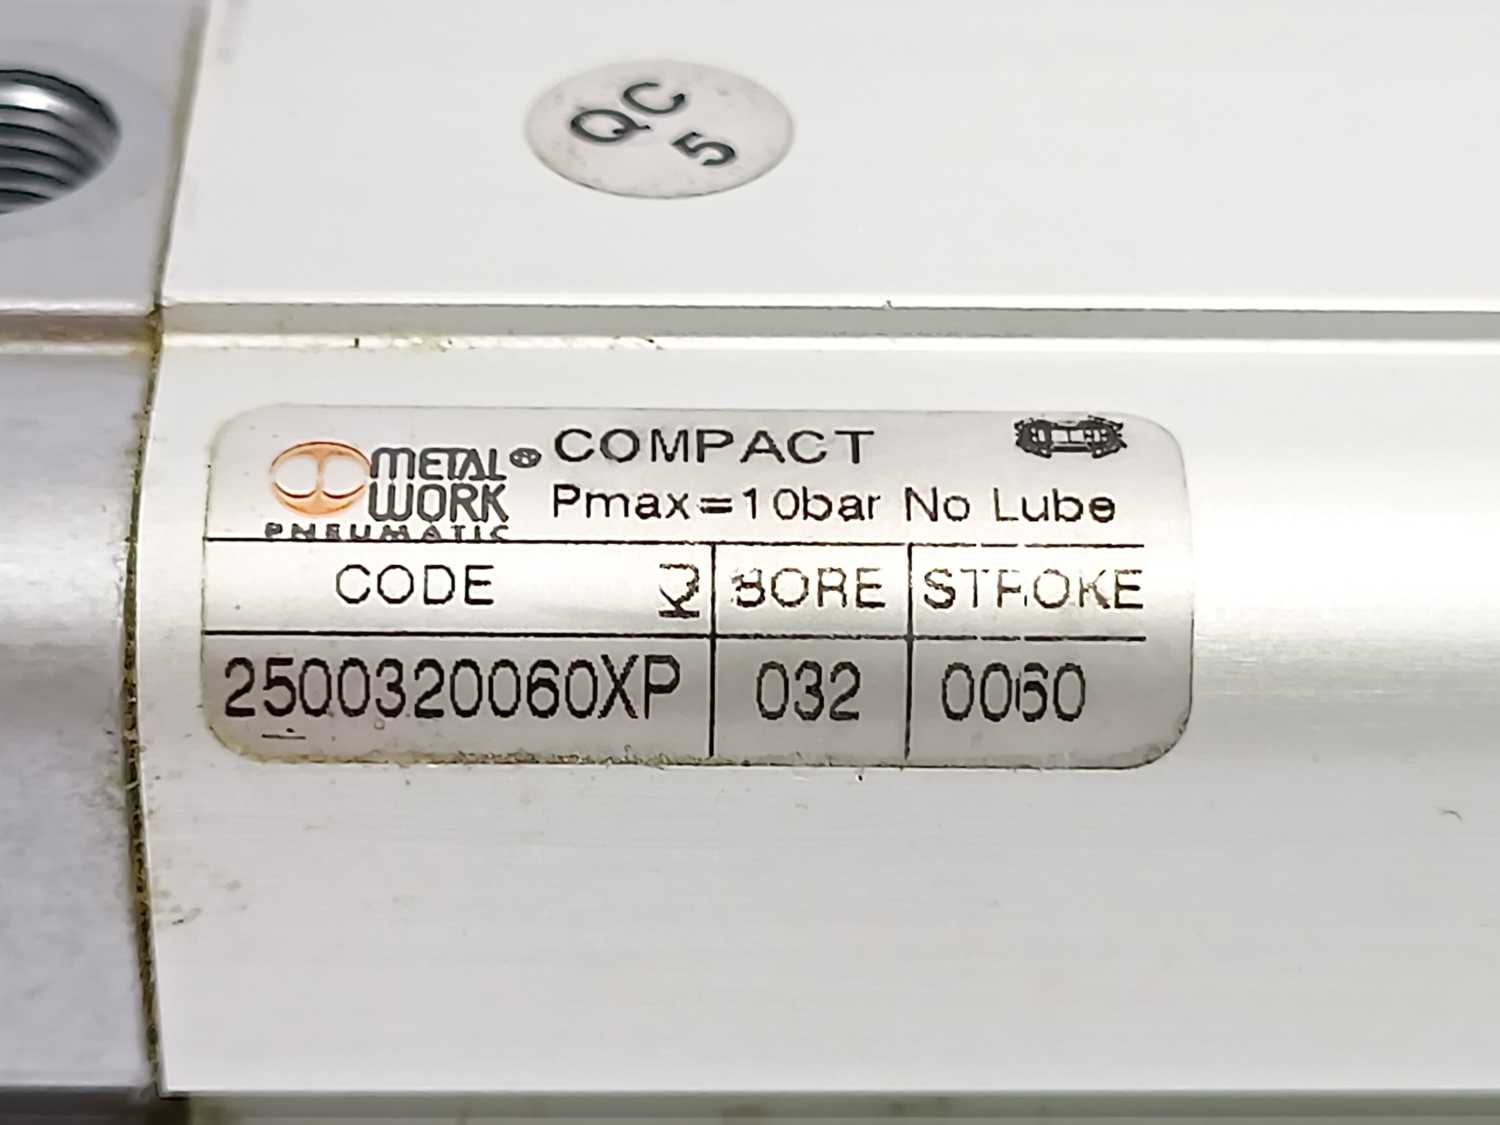 QC
5
METAL® COMPACT
WORK
PNEUMATIC
Pmax=10bar No Lube
CODE BORE STROKE
2500320060XP 032 0060